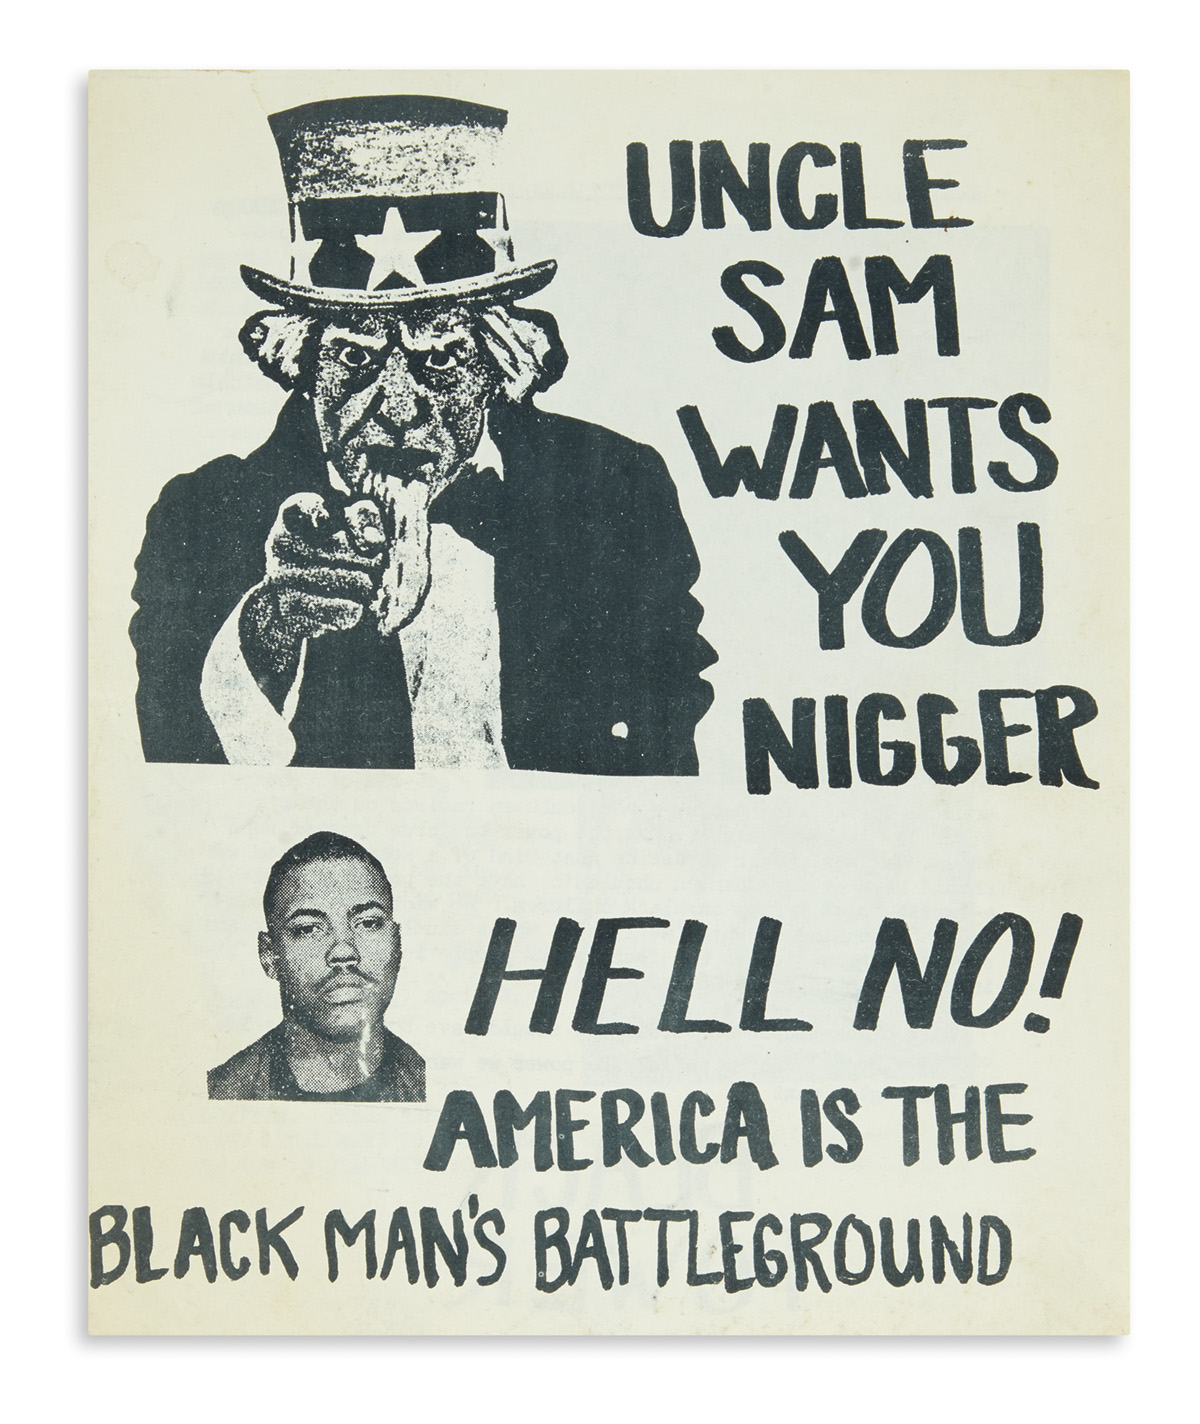 UNCLE
SAM
WANTS
YOU
NIGGER
HELL NO!
AMERICA IS THE
BLACK MAN'S BATTLEGROUND